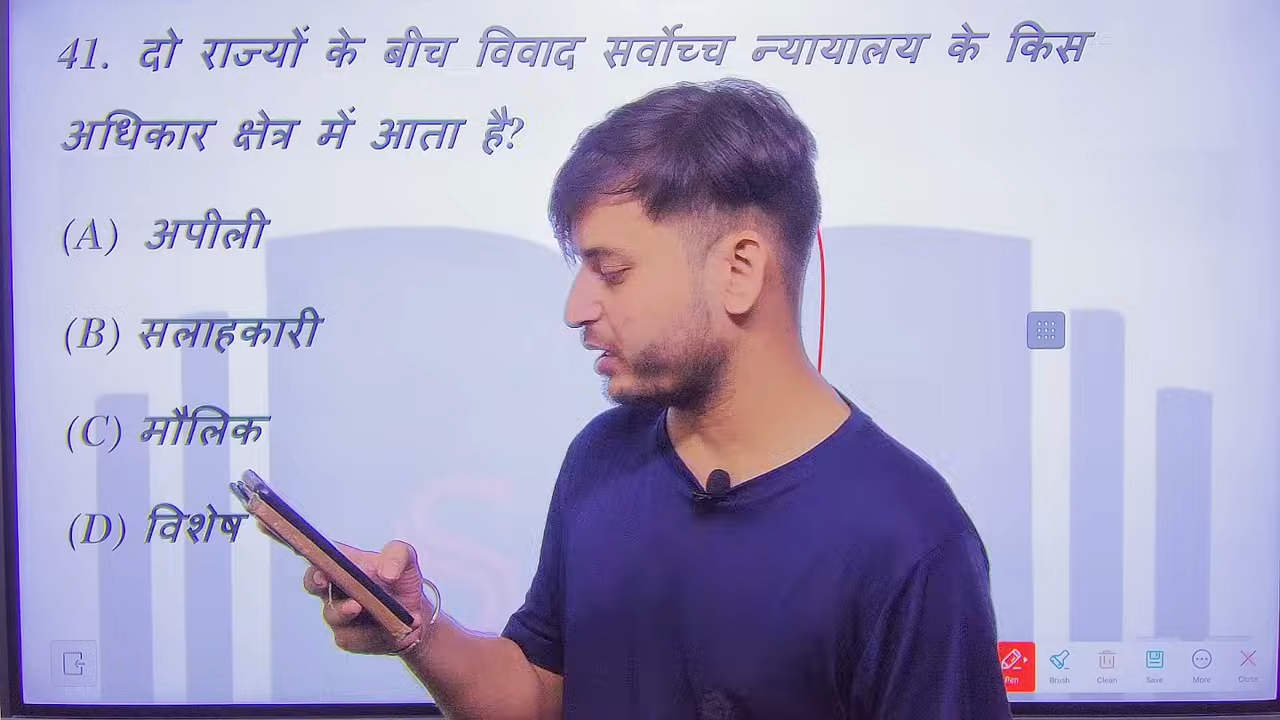 41. दो राज्यों के बीच विवाद सर्वोच्च न्यायालय के किस
अधिकार क्षेत्र में आता है?
(A) अपीली
(B) सलाहकारी
(C) मौलिक
(D) विशेष
Pen
Brush
Clean
Save
More
Close